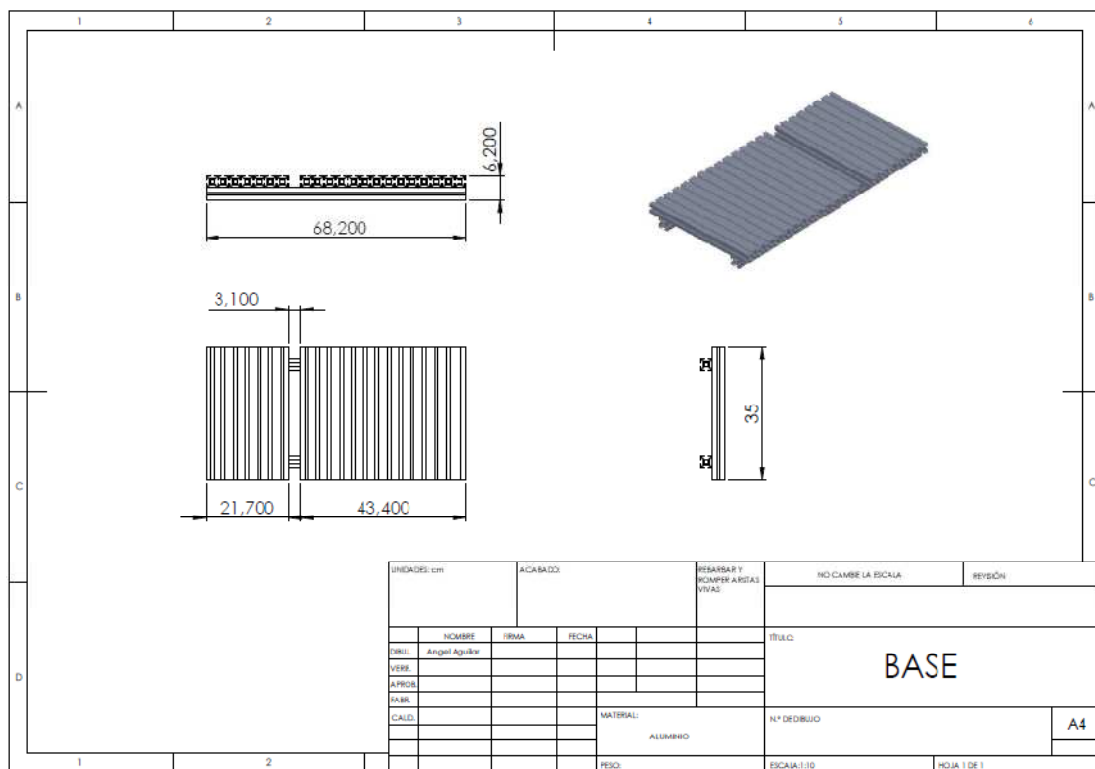 1 2 3 4 5 6
A A
6,200
68,200
B B
3,100
35
C C
21,700 43,400
UNIDADES: cm ACABADO: REBARBAR Y ROMPER ARISTAS VIVAS NO CAMBIE LA ESCALA REVISIÓN
NOMBRE FIRMA FECHA TÍTULO:
DIBUJ. Angel Aguilar
BASE
VERIF.
D
APROB.
FABR.
CALID. MATERIAL: N.º DE DIBUJO
ALUMINIO A4
1 2 PESO: ESCALA:1:10 HOJA 1 DE 1